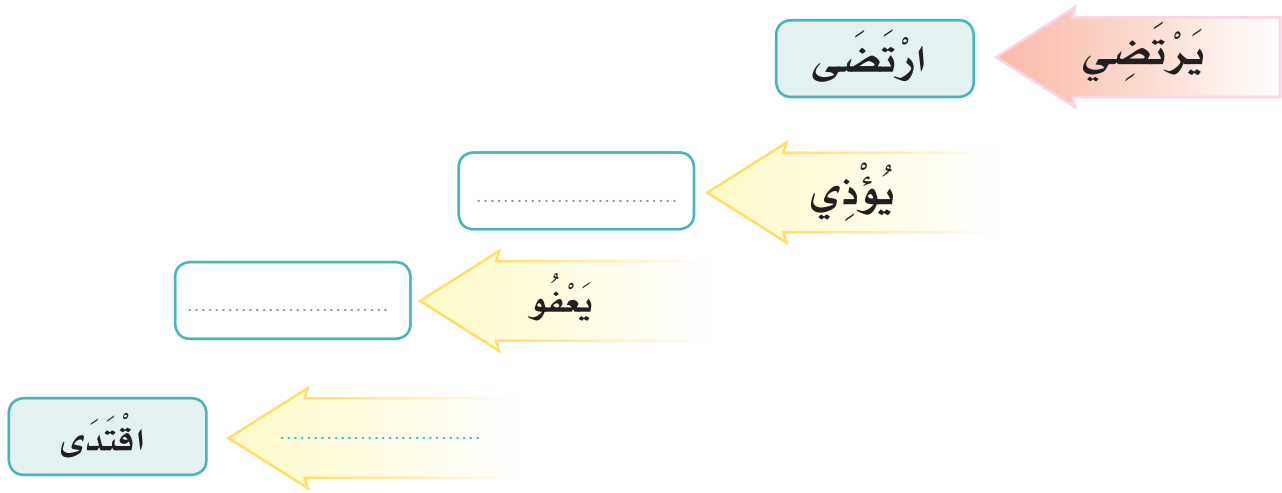 يَرْتَضِي ارْتَضَى
يُؤْذِي ..............................
يَعْفُو ..............................
.............................. اقْتَدَى